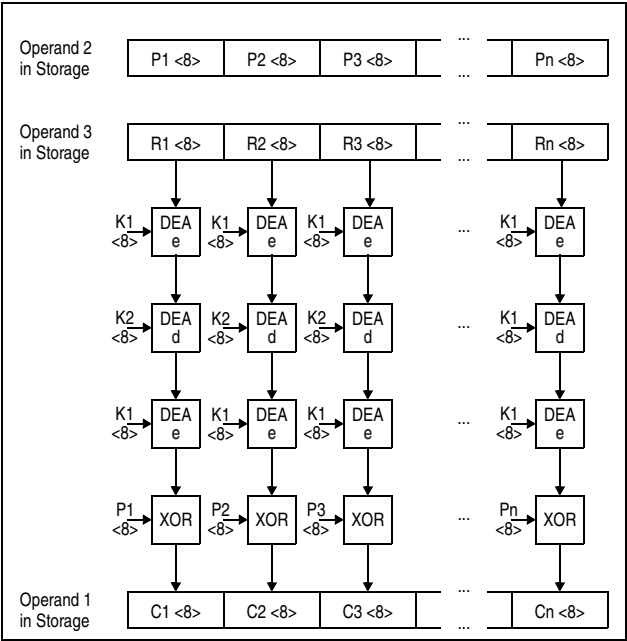 Operand 2
in Storage
P1 <8> P2 <8> P3 <8> ... ... Pn <8>
Operand 3
in Storage
R1 <8> R2 <8> R3 <8> ... ... Rn <8>
K1 <8> DEA e K1 <8> DEA e K1 <8> DEA e ... K1 <8> DEA e
K2 <8> DEA d K2 <8> DEA d K2 <8> DEA d ... K1 <8> DEA d
K1 <8> DEA e K1 <8> DEA e K1 <8> DEA e ... K1 <8> DEA e
P1 <8> XOR P2 <8> XOR P3 <8> XOR ... Pn <8> XOR
Operand 1
in Storage
C1 <8> C2 <8> C3 <8> ... ... Cn <8>